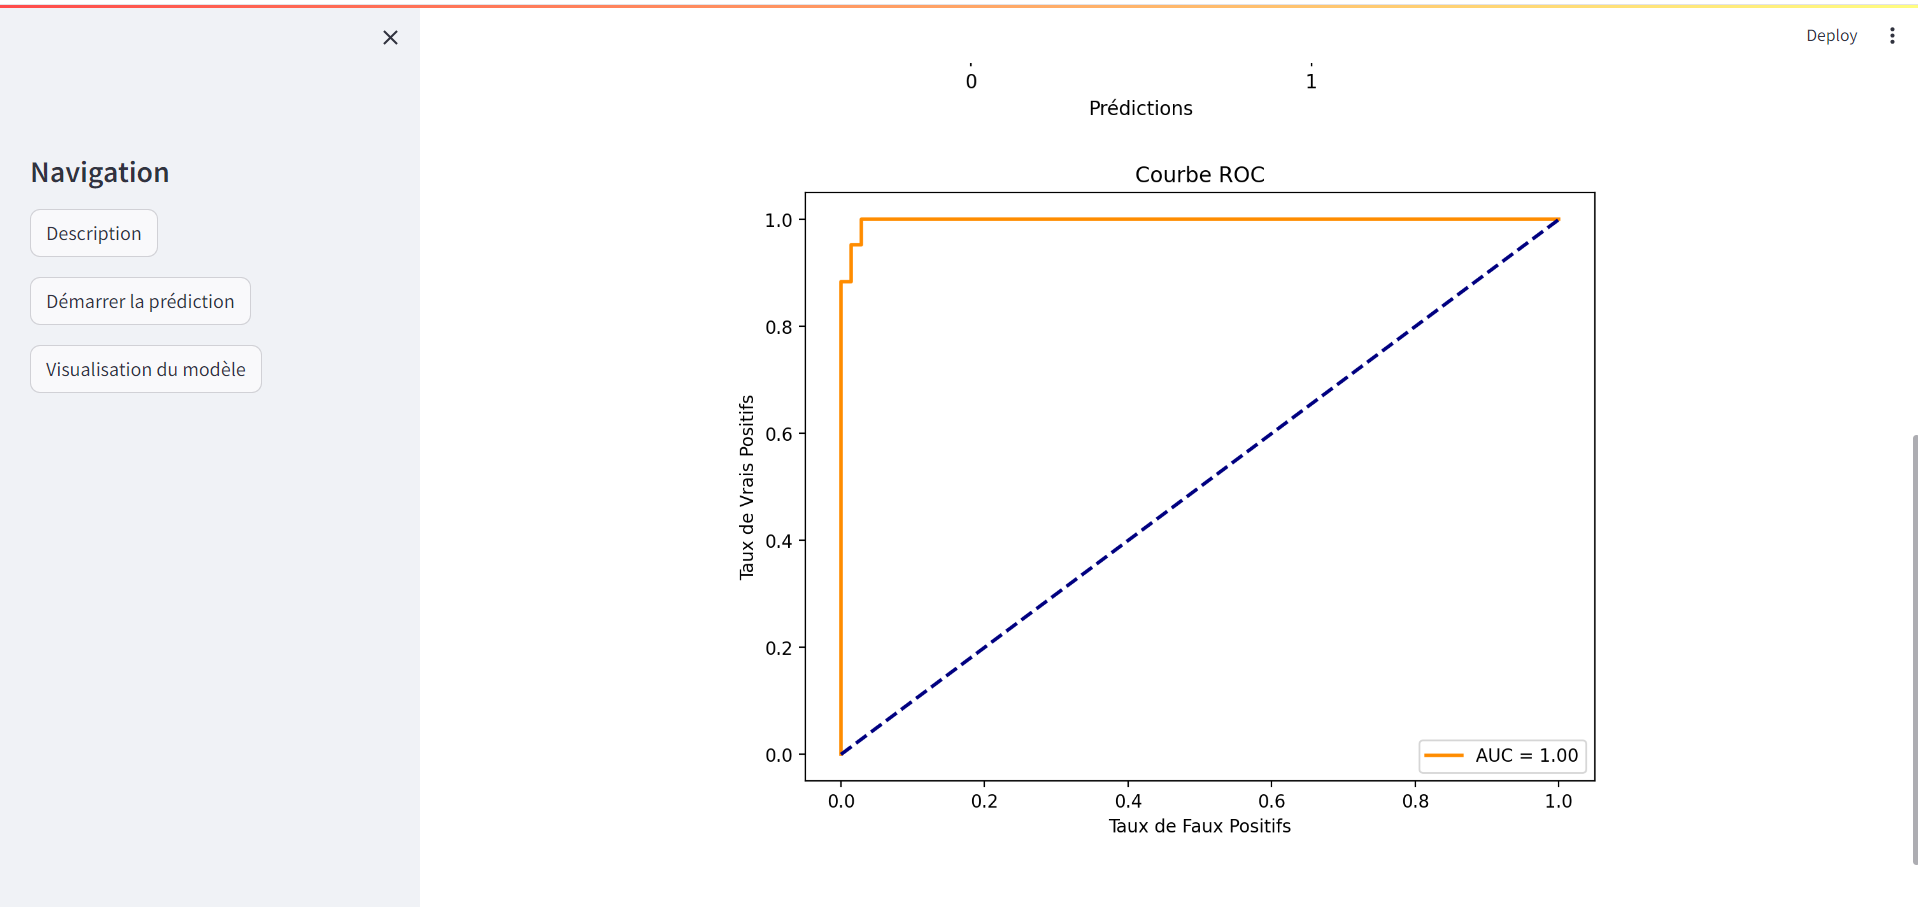 Deploy
Navigation
Description
Démarrer la prédiction
Visualisation du modèle
0 1
Prédictions
Courbe ROC
Taux de Vrais Positifs
1.0
0.8
0.6
0.4
0.2
0.0
AUC = 1.00
0.0 0.2 0.4 0.6 0.8 1.0
Taux de Faux Positifs